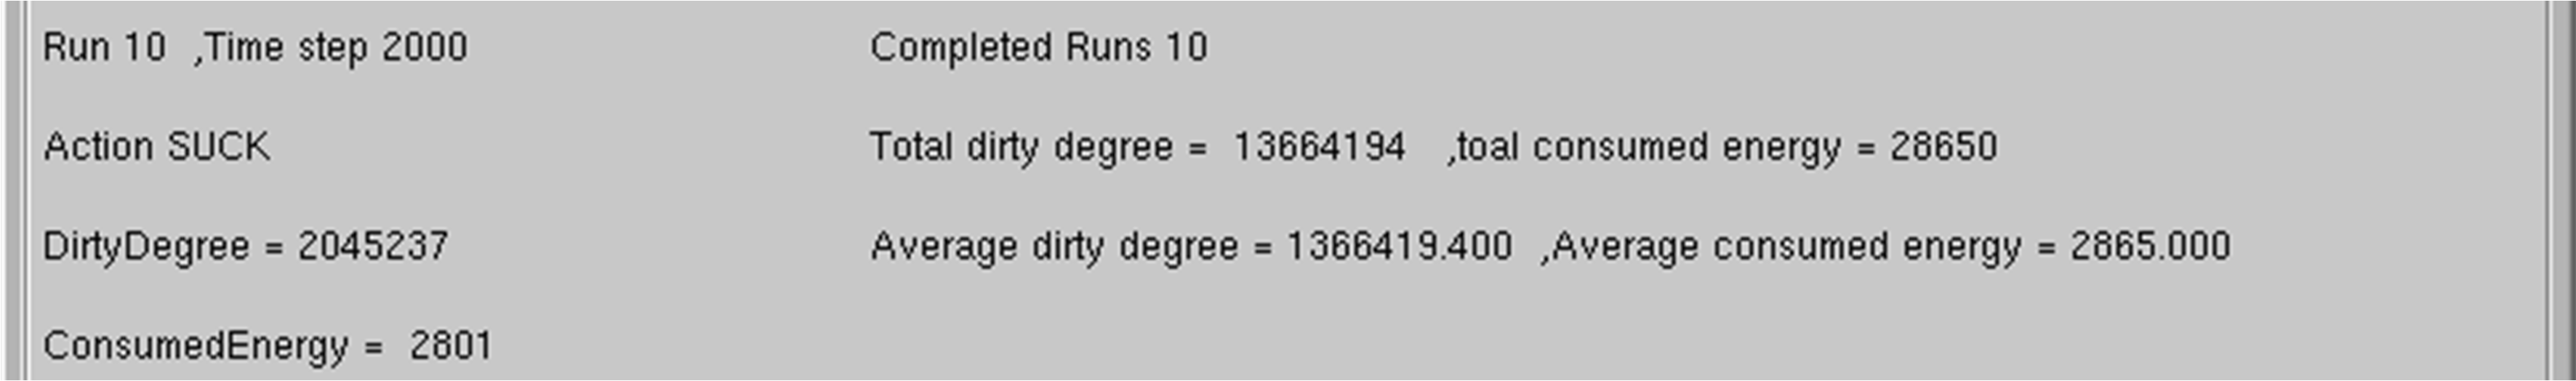 Run 10  ,Time step 2000
Completed Runs 10
Action SUCK
Total dirty degree =  13664194   ,toal consumed energy = 28650
DirtyDegree = 2045237
Average dirty degree = 1366419.400  ,Average consumed energy = 2865.000
ConsumedEnergy =  2801